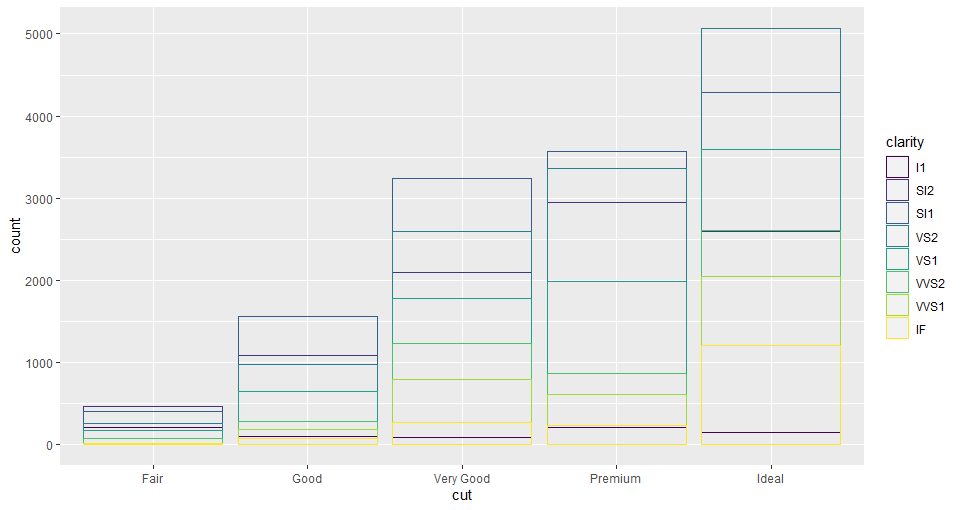 5000
4000
3000
2000
1000
0
count
Fair
Good
Very Good
Premium
Ideal
cut
clarity
I1
SI2
SI1
VS2
VS1
VVS2
VVS1
IF